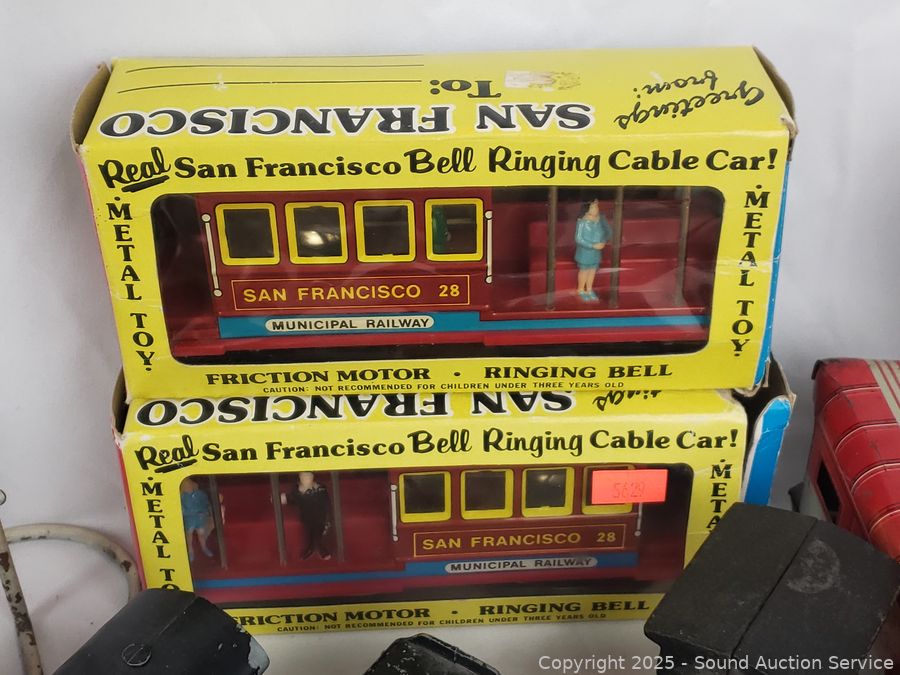 Greetings from:
To:
SAN FRANCISCO
Real San Francisco Bell Ringing Cable Car!
• METAL TOY •
• METAL TOY •
SAN FRANCISCO 28
MUNICIPAL RAILWAY
FRICTION MOTOR • RINGING BELL
CAUTION: NOT RECOMMENDED FOR CHILDREN UNDER THREE YEARS OLD
SAN FRANCISCO
Real San Francisco Bell Ringing Cable Car!
• METAL TO
• META
SAN FRANCISCO 28
MUNICIPAL RAILWAY
FRICTION MOTOR • RINGING BELL
CAUTION: NOT RECOMMENDED FOR CHILDREN UNDER THREE YEARS OLD
Copyright 2025 - Sound Auction Service